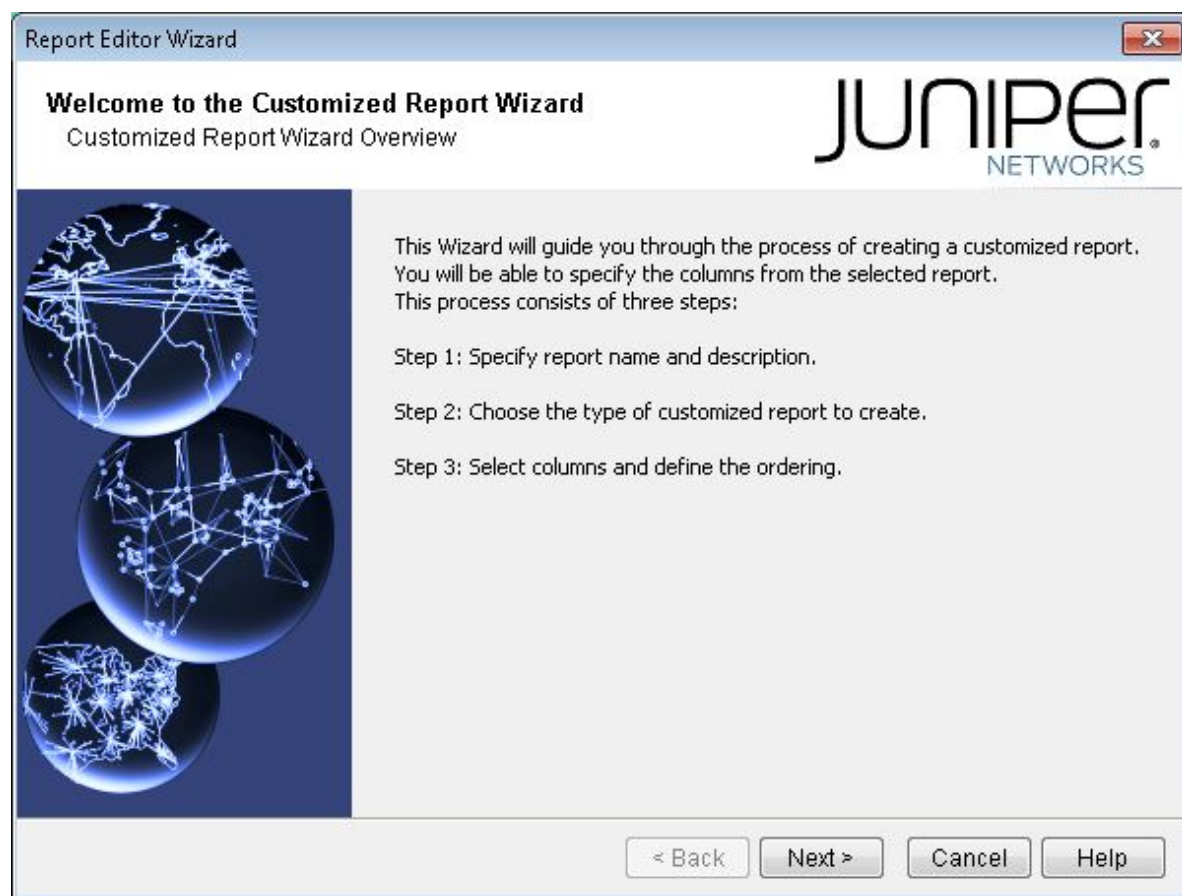 Report Editor Wizard
Welcome to the Customized Report Wizard
Customized Report Wizard Overview
JUNIPER
NETWORKS
This Wizard will guide you through the process of creating a customized report.
You will be able to specify the columns from the selected report.
This process consists of three steps:
Step 1: Specify report name and description.
Step 2: Choose the type of customized report to create.
Step 3: Select columns and define the ordering.
< Back
Next >
Cancel
Help